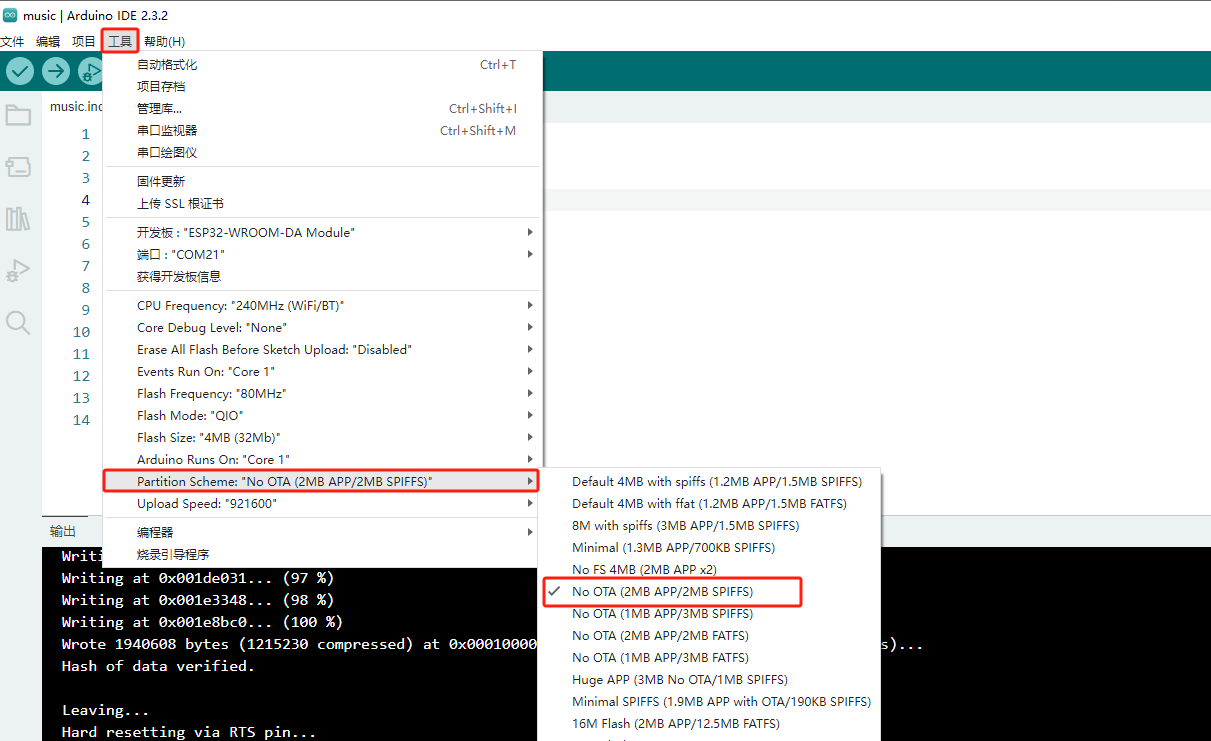 music | Arduino IDE 2.3.2
文件 编辑 项目 工具 帮助(H)
自动格式化 Ctrl+T
项目存档
管理库... Ctrl+Shift+I
串口监视器 Ctrl+Shift+M
串口绘图仪
固件更新
上传 SSL 根证书
开发板 : "ESP32-WROOM-DA Module"
端口 : "COM21"
获得开发板信息
CPU Frequency: "240MHz (WiFi/BT)"
Core Debug Level: "None"
Erase All Flash Before Sketch Upload: "Disabled"
Events Run On: "Core 1"
Flash Frequency: "80MHz"
Flash Mode: "QIO"
Flash Size: "4MB (32Mb)"
Arduino Runs On: "Core 1"
Partition Scheme: "No OTA (2MB APP/2MB SPIFFS)"
Upload Speed: "921600"
编程器
烧录引导程序
Default 4MB with spiffs (1.2MB APP/1.5MB SPIFFS)
Default 4MB with ffat (1.2MB APP/1.5MB FATFS)
8M with spiffs (3MB APP/1.5MB SPIFFS)
Minimal (1.3MB APP/700KB SPIFFS)
No FS 4MB (2MB APP x2)
No OTA (2MB APP/2MB SPIFFS)
No OTA (1MB APP/3MB SPIFFS)
No OTA (2MB APP/2MB FATFS)
No OTA (1MB APP/3MB FATFS)
Huge APP (3MB No OTA/1MB SPIFFS)
Minimal SPIFFS (1.9MB APP with OTA/190KB SPIFFS)
16M Flash (2MB APP/12.5MB FATFS)
music.inc
1
2
3
4
5
6
7
8
9
10
11
12
13
14
输出
Writi
Writing at 0x001de031... (97 %)
Writing at 0x001e3348... (98 %)
Writing at 0x001e8bc0... (100 %)
Wrote 1940608 bytes (1215230 compressed) at 0x00010000 s)...
Hash of data verified.
Leaving...
Hard resetting via RTS pin...